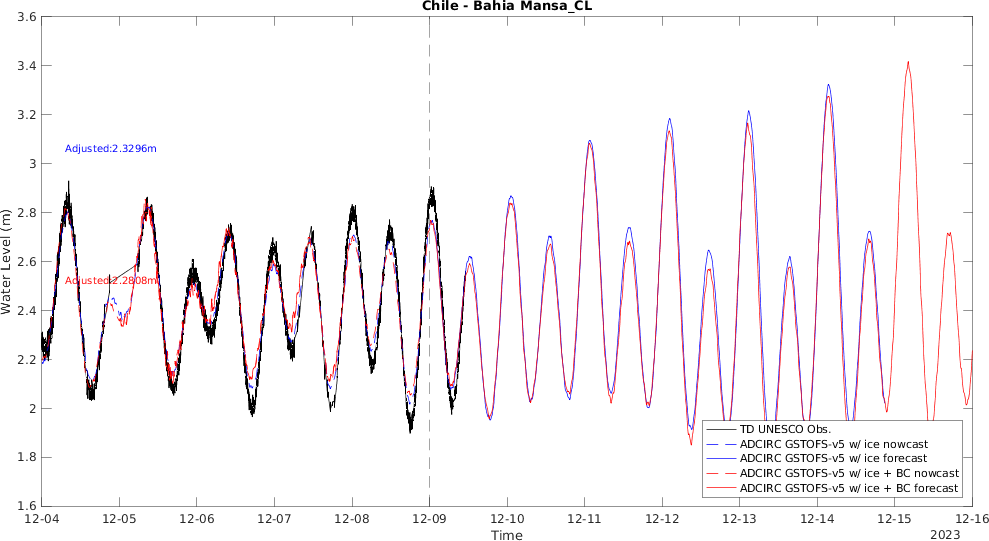 Chile - Bahia Mansa_CL
3.6
3.4
3.2
3
2.8
2.6
2.4
2.2
2
1.8
1.6
Water Level (m)
Adjusted:2.3296m
Adjusted:2.2808m
TD UNESCO Obs.
ADCIRC GSTOFS-v5 w/ ice nowcast
ADCIRC GSTOFS-v5 w/ ice forecast
ADCIRC GSTOFS-v5 w/ ice + BC nowcast
ADCIRC GSTOFS-v5 w/ ice + BC forecast
12-04 12-05 12-06 12-07 12-08 12-09 12-10 12-11 12-12 12-13 12-14 12-15 12-16
Time
2023